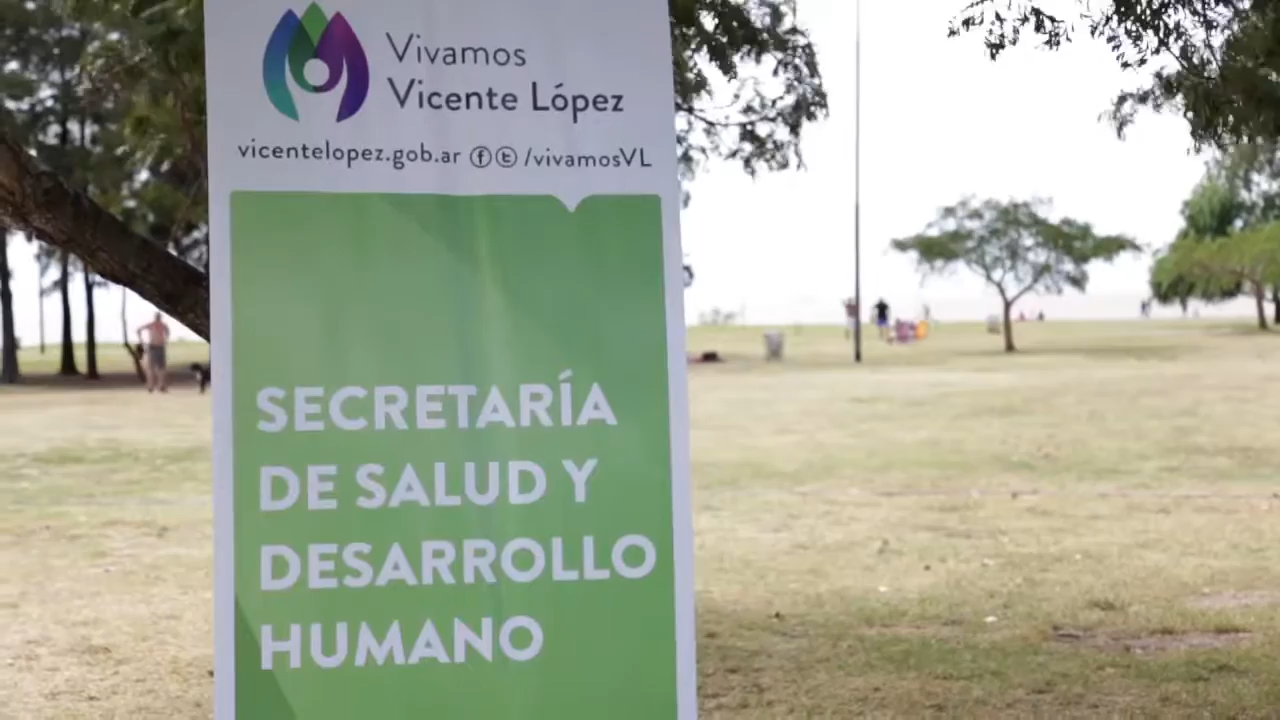 Vivamos
Vicente López
vicentelopez.gob.ar f t /vivamosVL
SECRETARÍA
DE SALUD Y
DESARROLLO
HUMANO